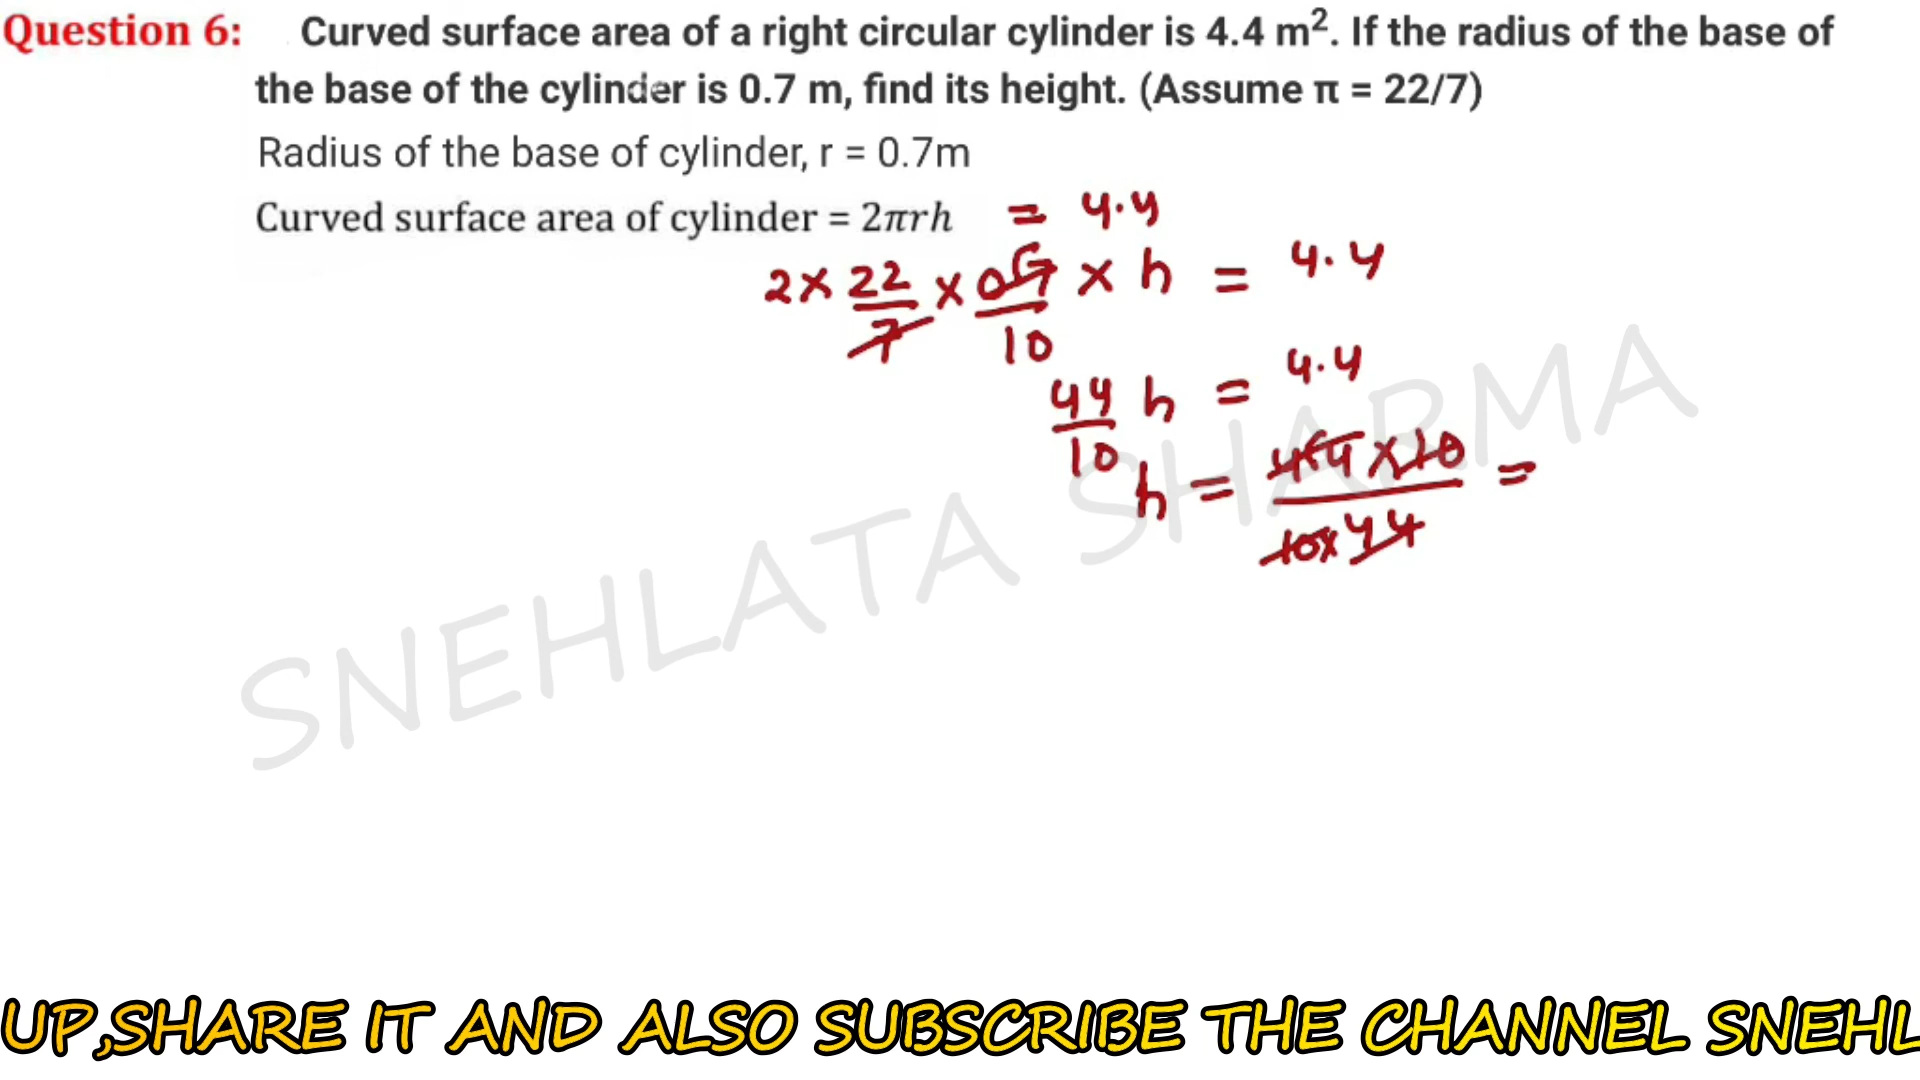 Question 6: Curved surface area of a right circular cylinder is 4.4 m². If the radius of the base of
the base of the cylinder is 0.7 m, find its height. (Assume π = 22/7)
Radius of the base of cylinder, r = 0.7m
Curved surface area of cylinder = 2πrh = 4.4
2 × 22/7 × 07/10 × h = 4.4
44/10 h = 4.4
h = 44 × 10 / 10 × 44 =
SNEHLATA SHARMA
UP,SHARE IT AND ALSO SUBSCRIBE THE CHANNEL SNEHL